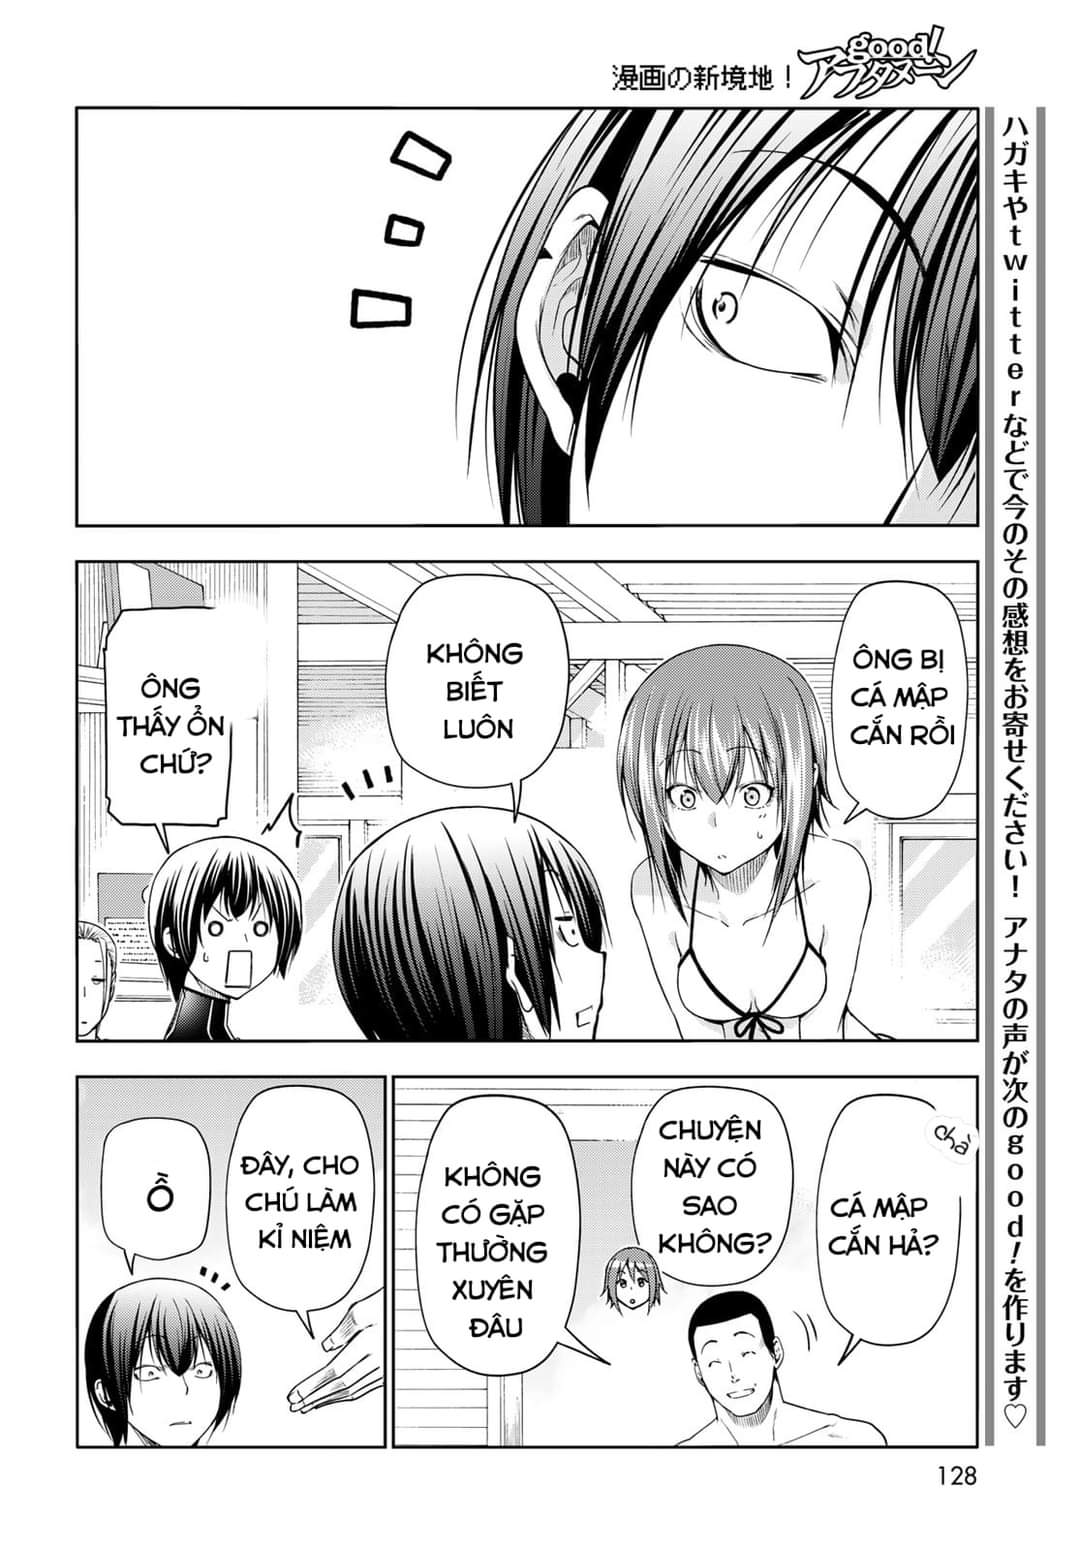 good!
アフタヌーン
漫画の新境地！
ハガキやtwitterなどで今のその感想をお寄せください！ アナタの声が次のgood!を作ります♡
ÔNG BỊ
CÁ MẬP
CẮN RỒI
KHÔNG
BIẾT
LUÔN
ÔNG
THẤY ỔN
CHỨ?
chà
CÁ MẬP
CẮN HẢ?
CHUYỆN
NÀY CÓ
SAO
KHÔNG?
KHÔNG
CÓ GẶP
THƯỜNG
XUYÊN
ĐÂU
ĐÂY, CHO
CHÚ LÀM
KỈ NIỆM
Ồ
128